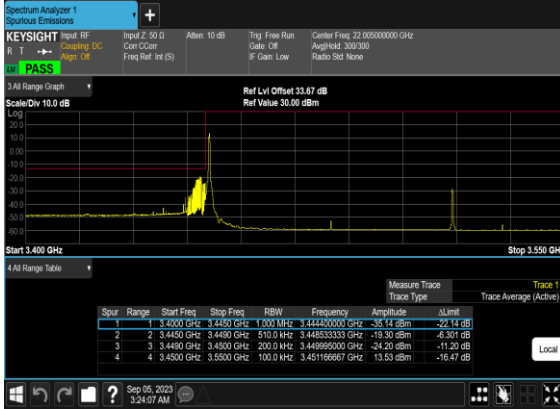 Spectrum Analyzer 1
Spurious Emissions
+
KEYSIGHT Input: RF Input Z: 50 Ω Atten: 10 dB Trig: Free Run Center Freq: 22.005000000 GHz
R T Coupling: DC Corr CCorr Gate: Off Avg|Hold: 300/300
Align: Off Freq Ref: Int (S) IF Gain: Low Radio Std: None
PASS
3 All Range Graph
Ref Lvl Offset 33.67 dB
Scale/Div 10.0 dB Ref Value 30.00 dBm
Log
20.0
10.0
0.00
-10.0
-20.0
-30.0
-40.0
-50.0
-60.0
Start 3.400 GHz Stop 3.550 GH
4 All Range Table
Measure Trace Trace 1
Trace Type Trace Average (Active)
Spur Range Start Freq Stop Freq RBW Frequency Amplitude ΔLimit
1 1 3.4000 GHz 3.4450 GHz 1.000 MHz 3.444400000 GHz -35.14 dBm -22.14 dB
2 2 3.4450 GHz 3.4490 GHz 510.0 kHz 3.448533333 GHz -19.30 dBm -6.301 dB
3 3 3.4490 GHz 3.4500 GHz 200.0 kHz 3.449995000 GHz -24.20 dBm -11.20 dB
4 4 3.4500 GHz 3.5500 GHz 100.0 kHz 3.451166667 GHz 13.53 dBm -16.47 dB
Local
? Sep 05, 2023
3:24:07 AM